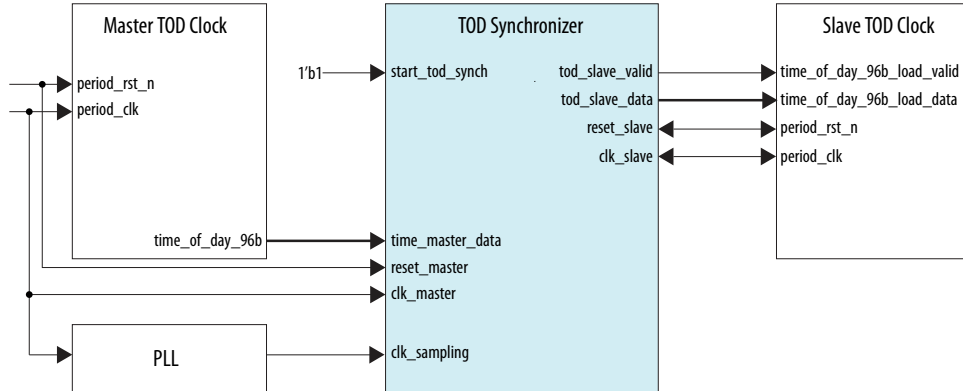 Master TOD Clock
period_rst_n
period_clk
time_of_day_96b
PLL
TOD Synchronizer
1'b1
start_tod_synch
tod_slave_valid
tod_slave_data
reset_slave
clk_slave
time_master_data
reset_master
clk_master
clk_sampling
Slave TOD Clock
time_of_day_96b_load_valid
time_of_day_96b_load_data
period_rst_n
period_clk